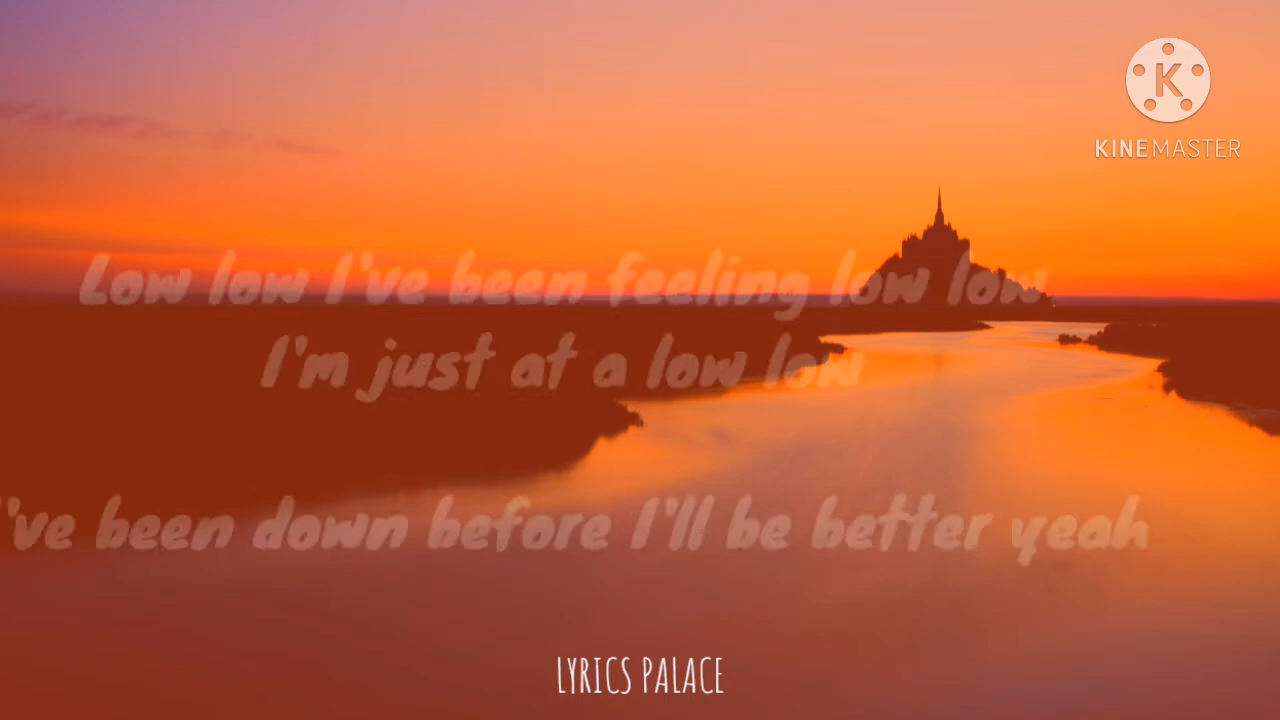 K
KINEMASTER
Low low I've been feeling low low
I'm just at a low low
I've been down before I'll be better yeah
LYRICS PALACE